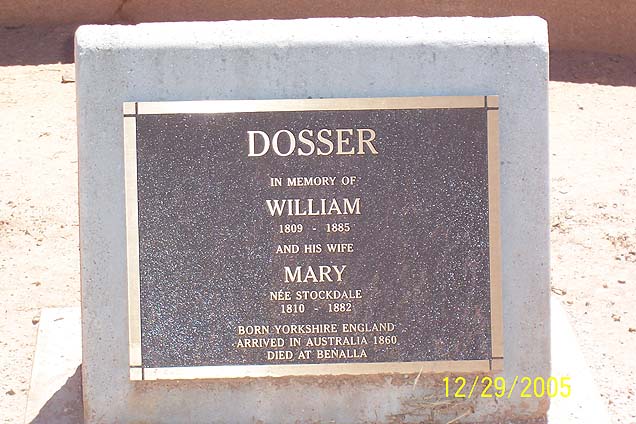 DOSSER
IN MEMORY OF
WILLIAM
1809 - 1885
AND HIS WIFE
MARY
NÉE STOCKDALE
1810 - 1882
BORN YORKSHIRE ENGLAND
ARRIVED IN AUSTRALIA 1860
DIED AT BENALLA
12/29/2005